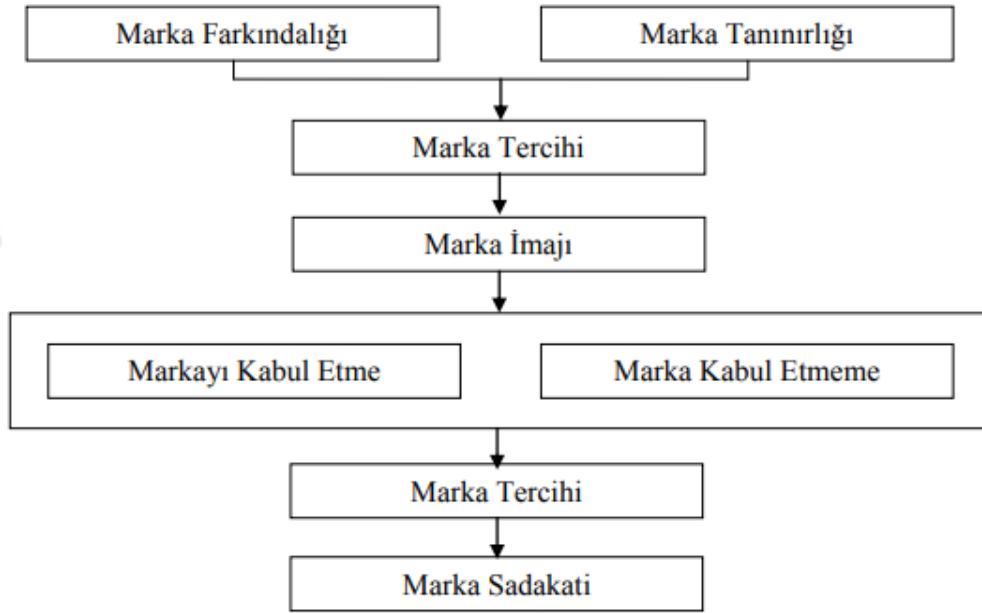 Marka Farkındalığı
Marka Tanınırlığı
Marka Tercihi
Marka İmajı
Markayı Kabul Etme
Marka Kabul Etmeme
Marka Tercihi
Marka Sadakati